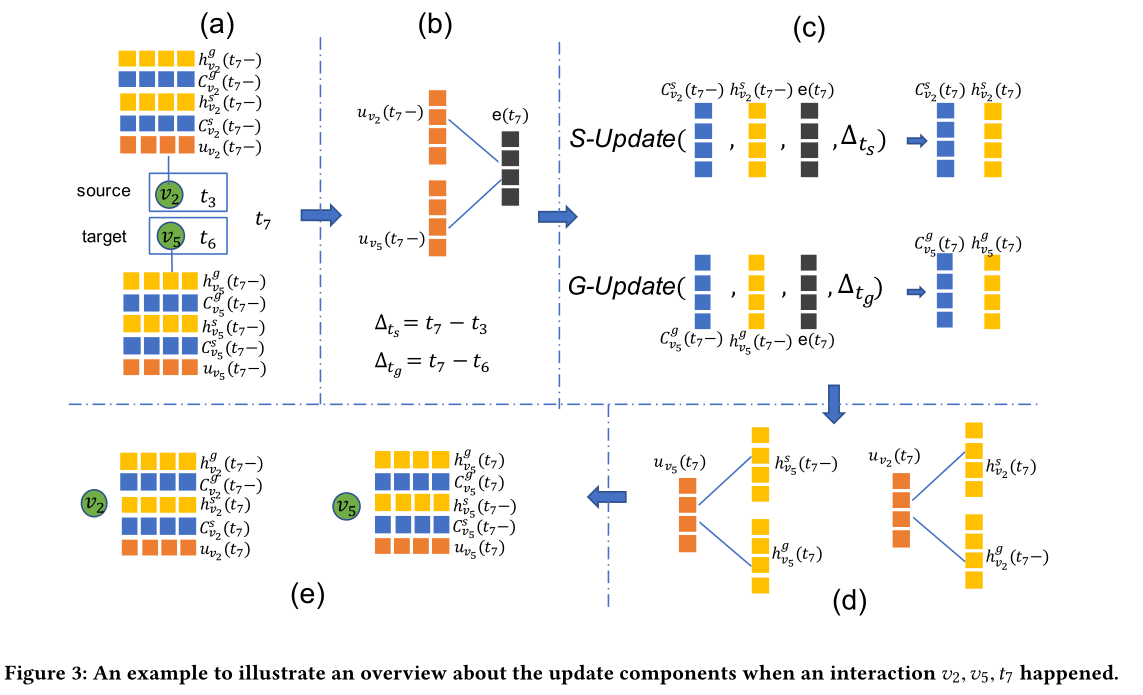 (a)
h^g_{v_2}(t_7−)
C^g_{v_2}(t_7−)
h^s_{v_2}(t_7−)
C^s_{v_2}(t_7−)
u_{v_2}(t_7−)
source
v_2
t_3
t_7
target
v_5
t_6
h^g_{v_5}(t_7−)
C^g_{v_5}(t_7−)
h^s_{v_5}(t_7−)
C^s_{v_5}(t_7−)
u_{v_5}(t_7−)
(b)
u_{v_2}(t_7−)
e(t_7)
u_{v_5}(t_7−)
Δ_{t_s} = t_7 − t_3
Δ_{t_g} = t_7 − t_6
(c)
C^s_{v_2}(t_7−) h^s_{v_2}(t_7−) e(t_7)
C^s_{v_2}(t_7) h^s_{v_2}(t_7)
S-Update( , , , Δ_{t_s})
C^g_{v_5}(t_7) h^g_{v_5}(t_7)
G-Update( , , , Δ_{t_g})
C^g_{v_5}(t_7−) h^g_{v_5}(t_7−) e(t_7)
u_{v_5}(t_7)
h^s_{v_5}(t_7−)
h^g_{v_5}(t_7)
u_{v_2}(t_7)
h^s_{v_2}(t_7)
h^g_{v_2}(t_7−)
(d)
v_2
h^g_{v_2}(t_7−)
C^g_{v_2}(t_7−)
h^s_{v_2}(t_7)
C^s_{v_2}(t_7)
u_{v_2}(t_7)
v_5
h^g_{v_5}(t_7)
C^g_{v_5}(t_7)
h^s_{v_5}(t_7−)
C^s_{v_5}(t_7−)
u_{v_5}(t_7)
(e)
Figure 3: An example to illustrate an overview about the update components when an interaction v_2, v_5, t_7 happened.